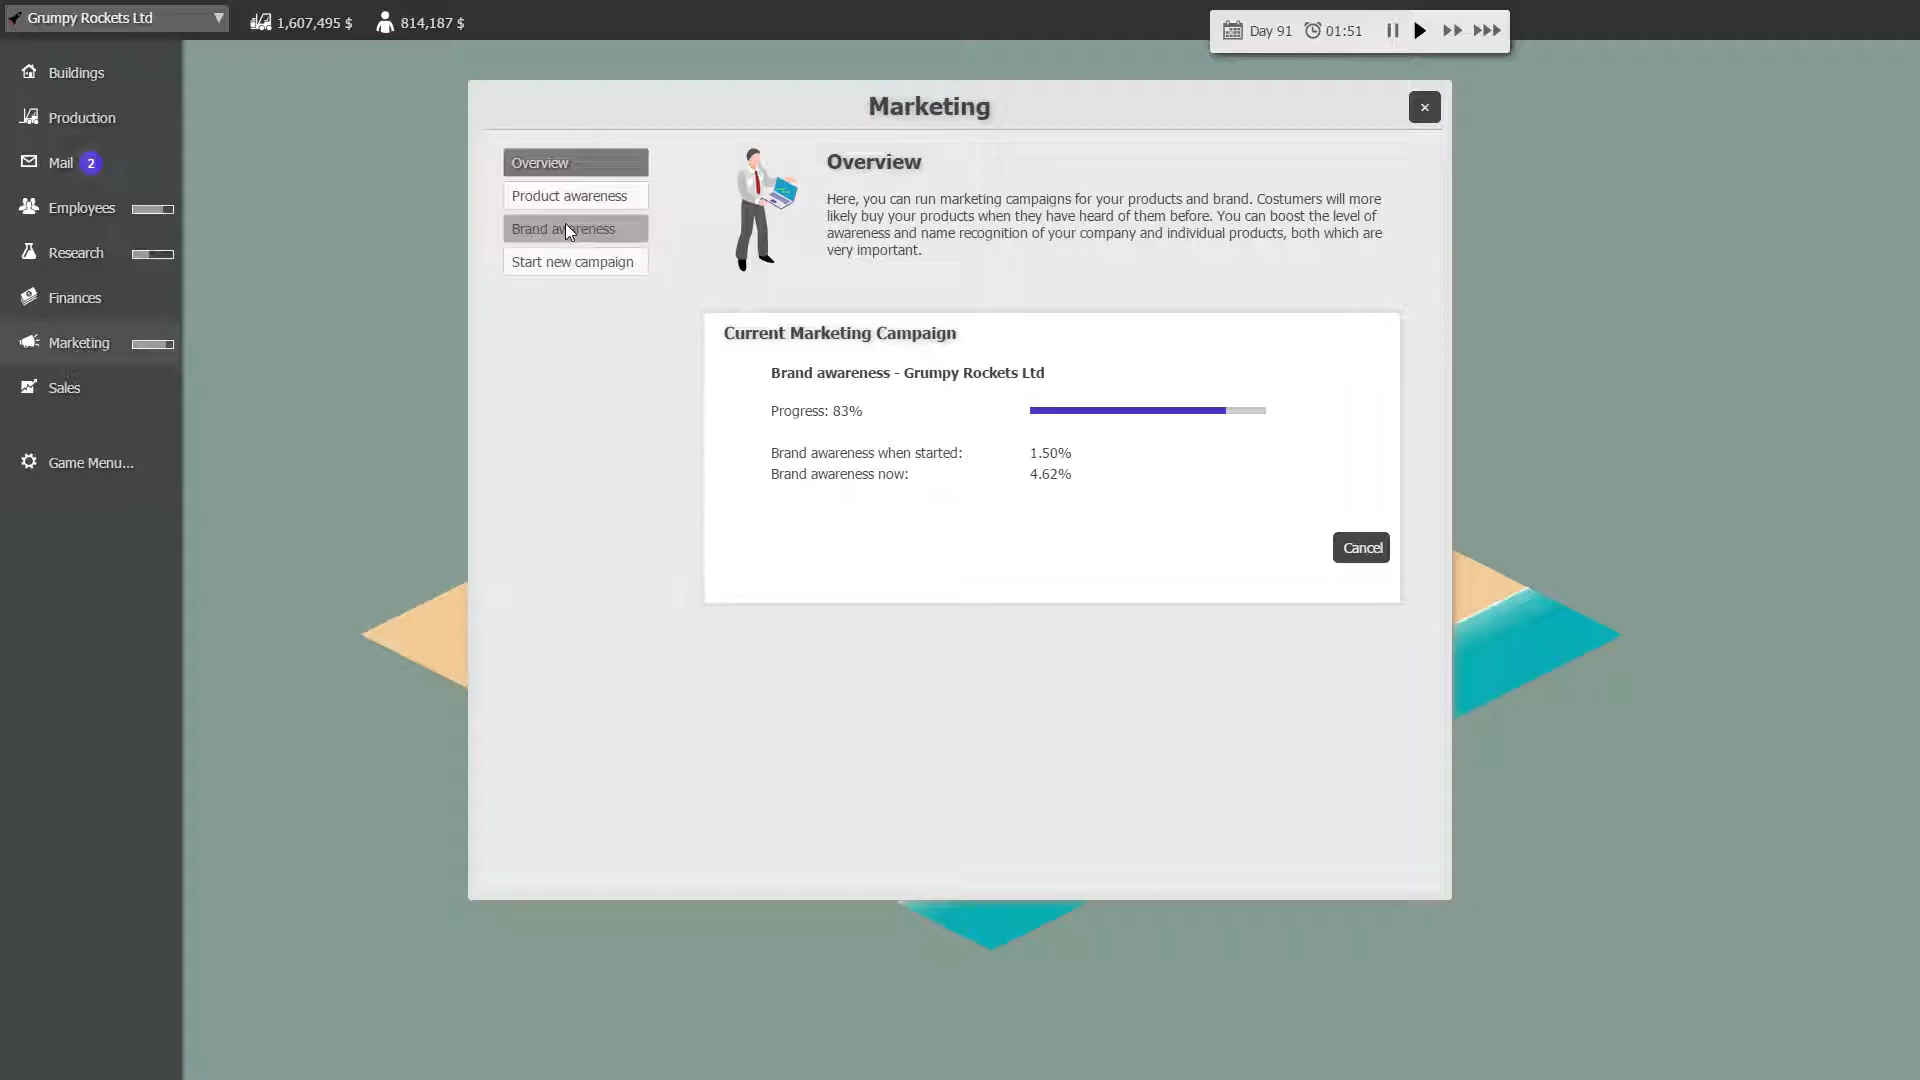 Grumpy Rockets Ltd
1,607,495 $
814,187 $
Day 91
01:51
Buildings
Production
Mail 2
Employees
Research
Finances
Marketing
Sales
Game Menu...
Marketing
×
Overview
Product awareness
Brand awareness
Start new campaign
Overview
Here, you can run marketing campaigns for your products and brand. Costumers will more
likely buy your products when they have heard of them before. You can boost the level of
awareness and name recognition of your company and individual products, both which are
very important.
Current Marketing Campaign
Brand awareness - Grumpy Rockets Ltd
Progress: 83%
Brand awareness when started: 1.50%
Brand awareness now: 4.62%
Cancel